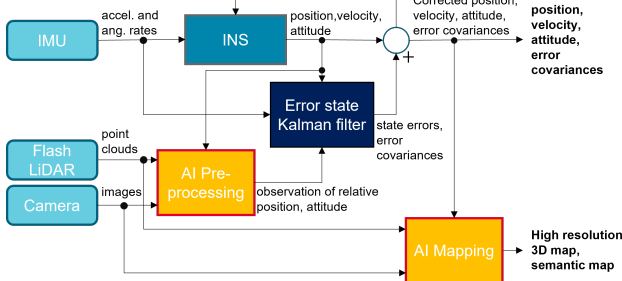 IMU
accel. and
ang. rates
INS
position,velocity,
attitude
Corrected position,
velocity, attitude,
error covariances
position,
velocity,
attitude,
error
covariances
+
Error state
Kalman filter
state errors,
error
covariances
Flash
LiDAR
point
clouds
AI Pre-
processing
observation of relative
position, attitude
Camera
images
AI Mapping
High resolution
3D map,
semantic map